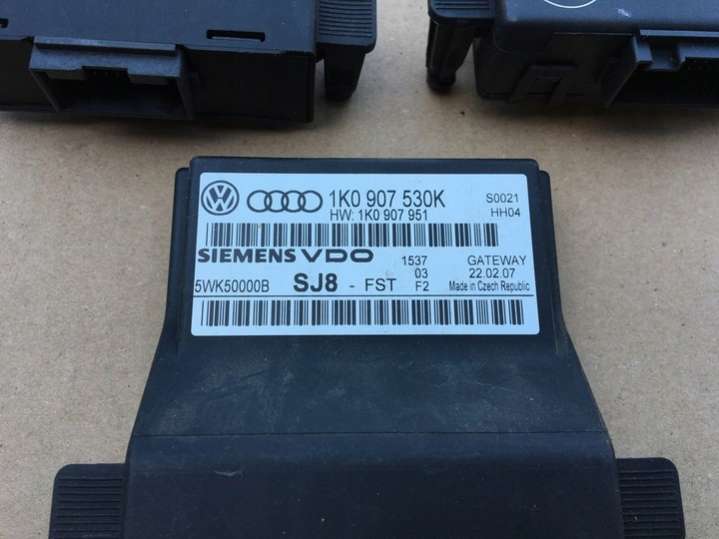 1K0 907 530K S0021
HW: 1K0 907 951 HH04
SIEMENS VDO 1537 GATEWAY
03 22.02.07
5WK50000B SJ8 - FST F2 Made in Czech Republic